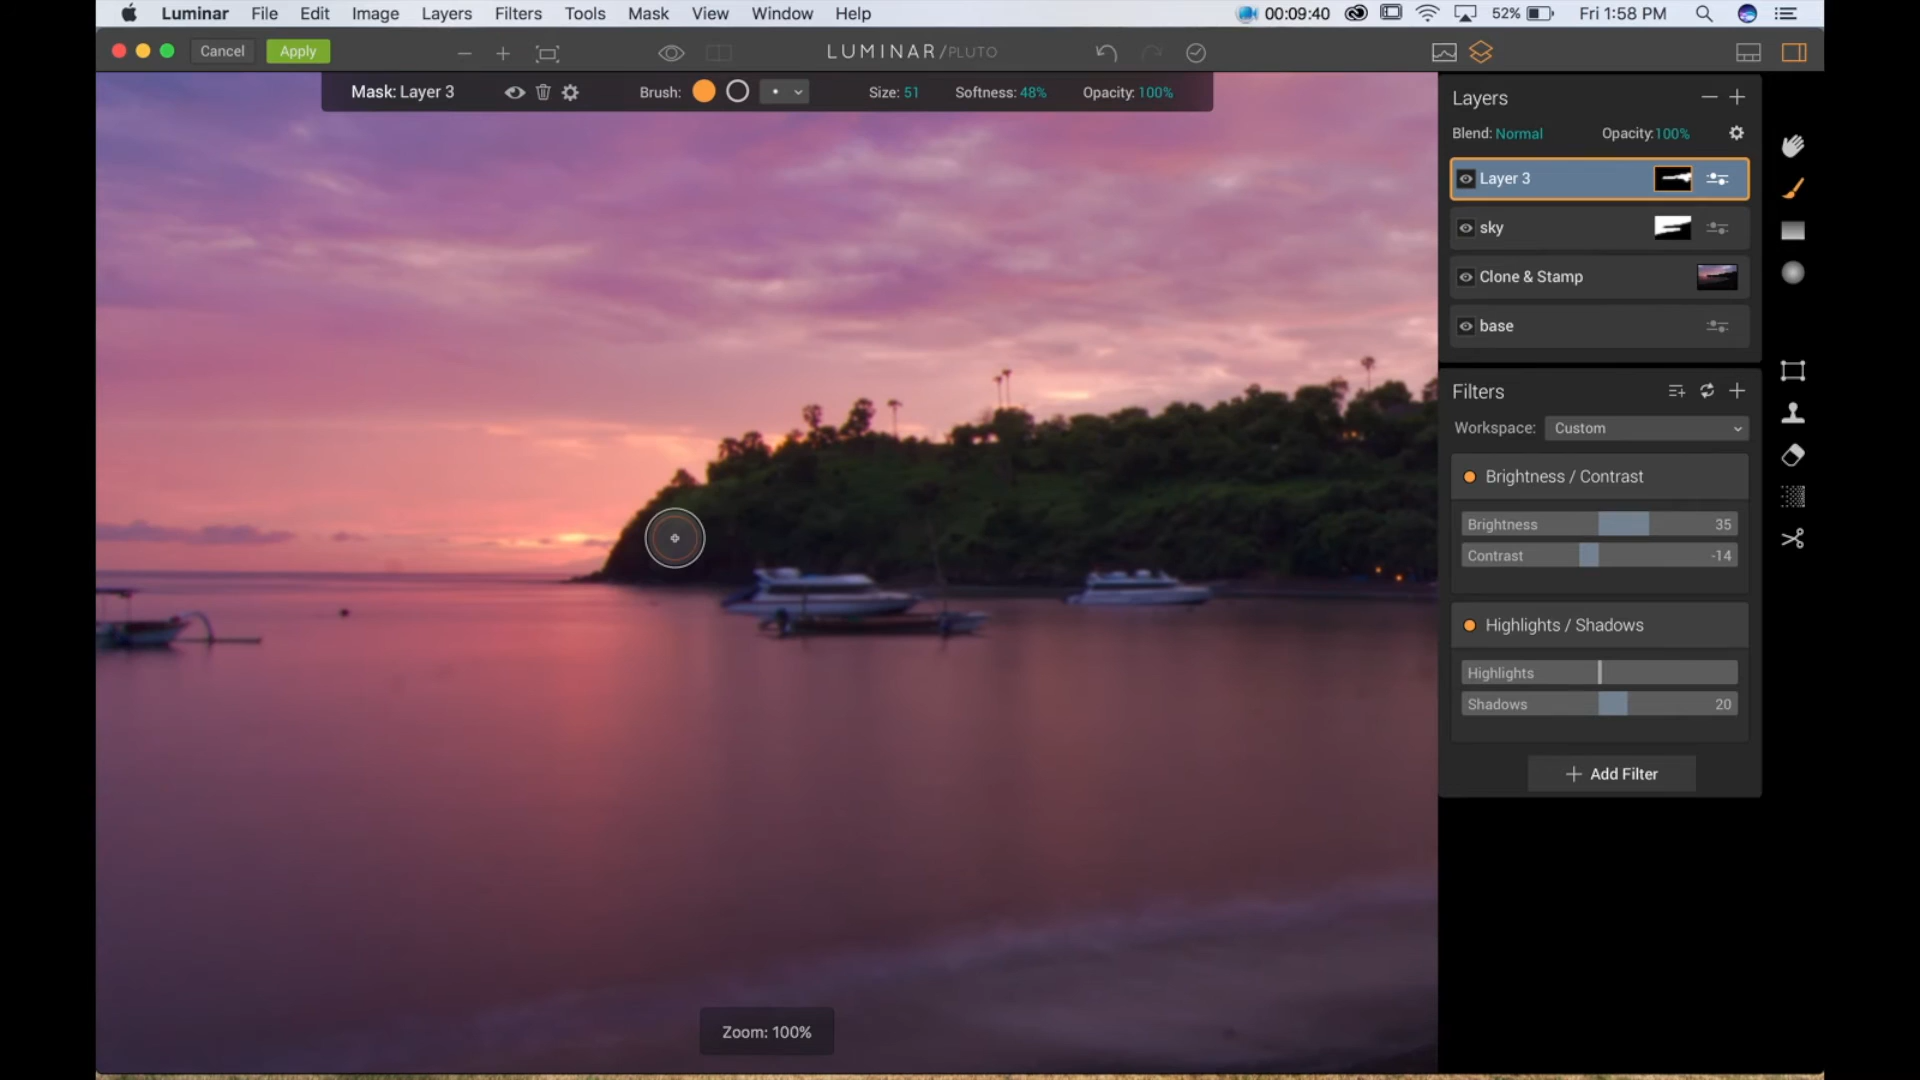 Luminar File Edit Image Layers Filters Tools Mask View Window Help 00:09:40 52% Fri 1:58 PM
Cancel Apply LUMINAR/PLUTO
Mask: Layer 3 Brush: Size: 51 Softness: 48% Opacity: 100%
Layers
Blend: Normal Opacity:100%
Layer 3
sky
Clone & Stamp
base
Filters
Workspace: Custom
Brightness / Contrast
Brightness 35
Contrast -14
Highlights / Shadows
Highlights
Shadows 20
Add Filter
Zoom: 100%